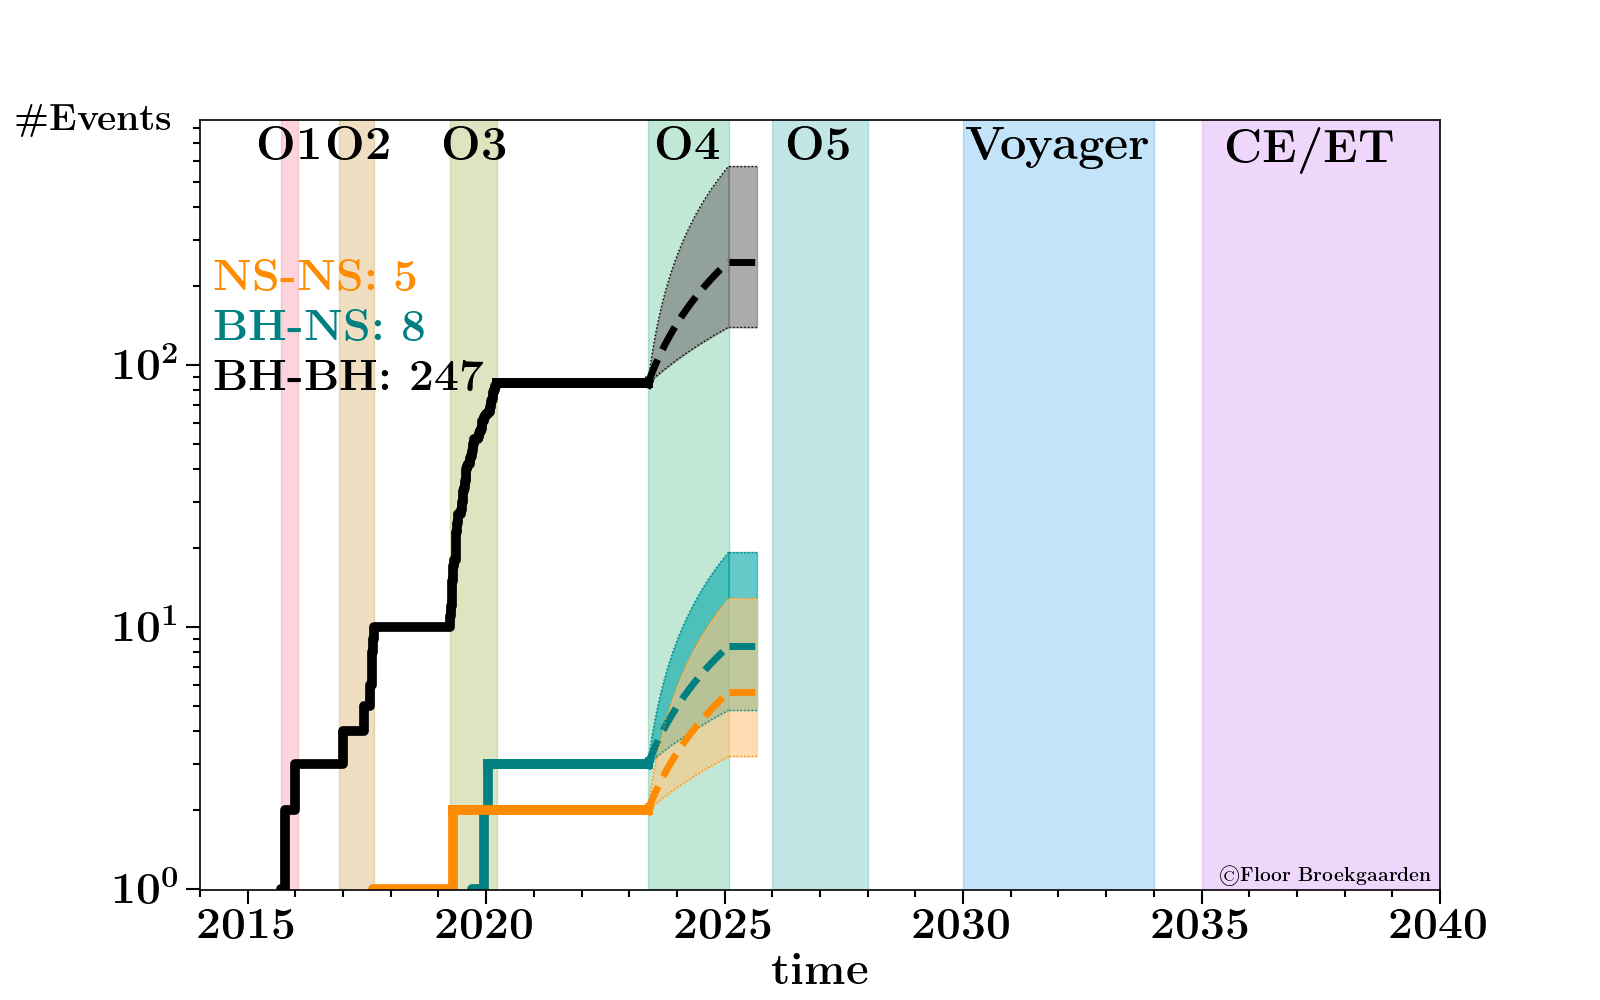 #Events
O1 O2 O3 O4 O5 Voyager CE/ET
NS-NS: 5
BH-NS: 8
BH-BH: 247
10²
10¹
10⁰
©Floor Broekgaarden
2015 2020 2025 2030 2035 2040
time